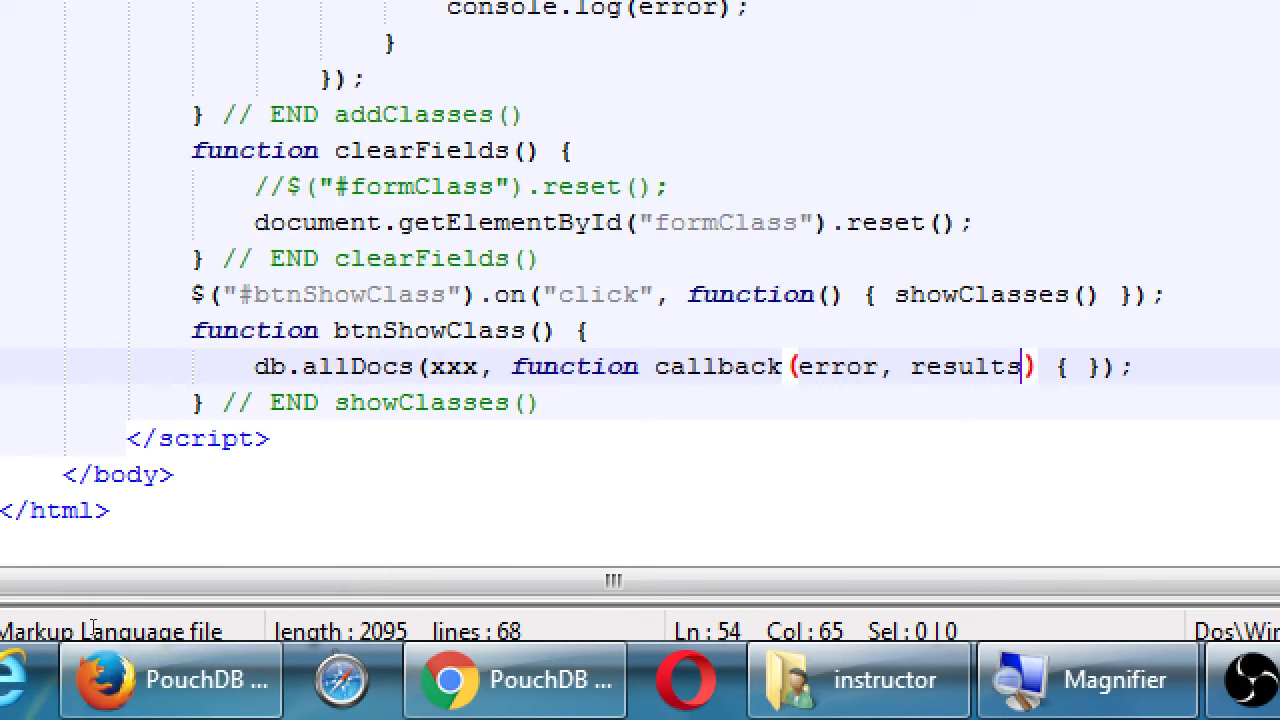 console.log(error);
}
});
} // END addClasses()
function clearFields() {
//$("#formClass").reset();
document.getElementById("formClass").reset();
} // END clearFields()
$("#btnShowClass").on("click", function() { showClasses() });
function btnShowClass() {
db.allDocs(xxx, function callback(error, results) { });
} // END showClasses()
</script>
</body>
</html>
Markup Language file length : 2095 lines : 68 Ln : 54 Col : 65 Sel : 0 | 0 Dos\Win
PouchDB ... PouchDB ... instructor Magnifier